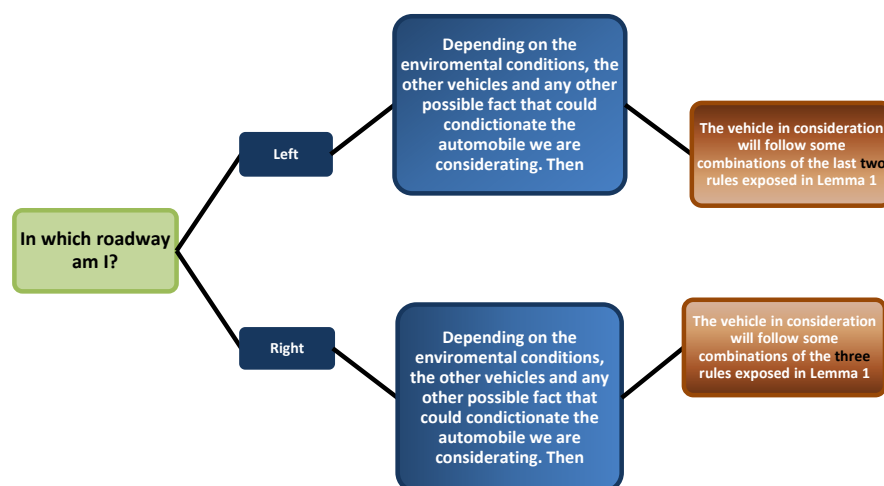 In which roadway
am I?
Left
Depending on the
enviromental conditions, the
other vehicles and any other
possible fact that could
condictionate the
automobile we are
considerating. Then
The vehicle in consideration
will follow some
combinations of the last two
rules exposed in Lemma 1
Right
Depending on the
enviromental conditions,
the other vehicles and any
other possible fact that
could condictionate the
automobile we are
considerating. Then
The vehicle in consideration
will follow some
combinations of the three
rules exposed in Lemma 1